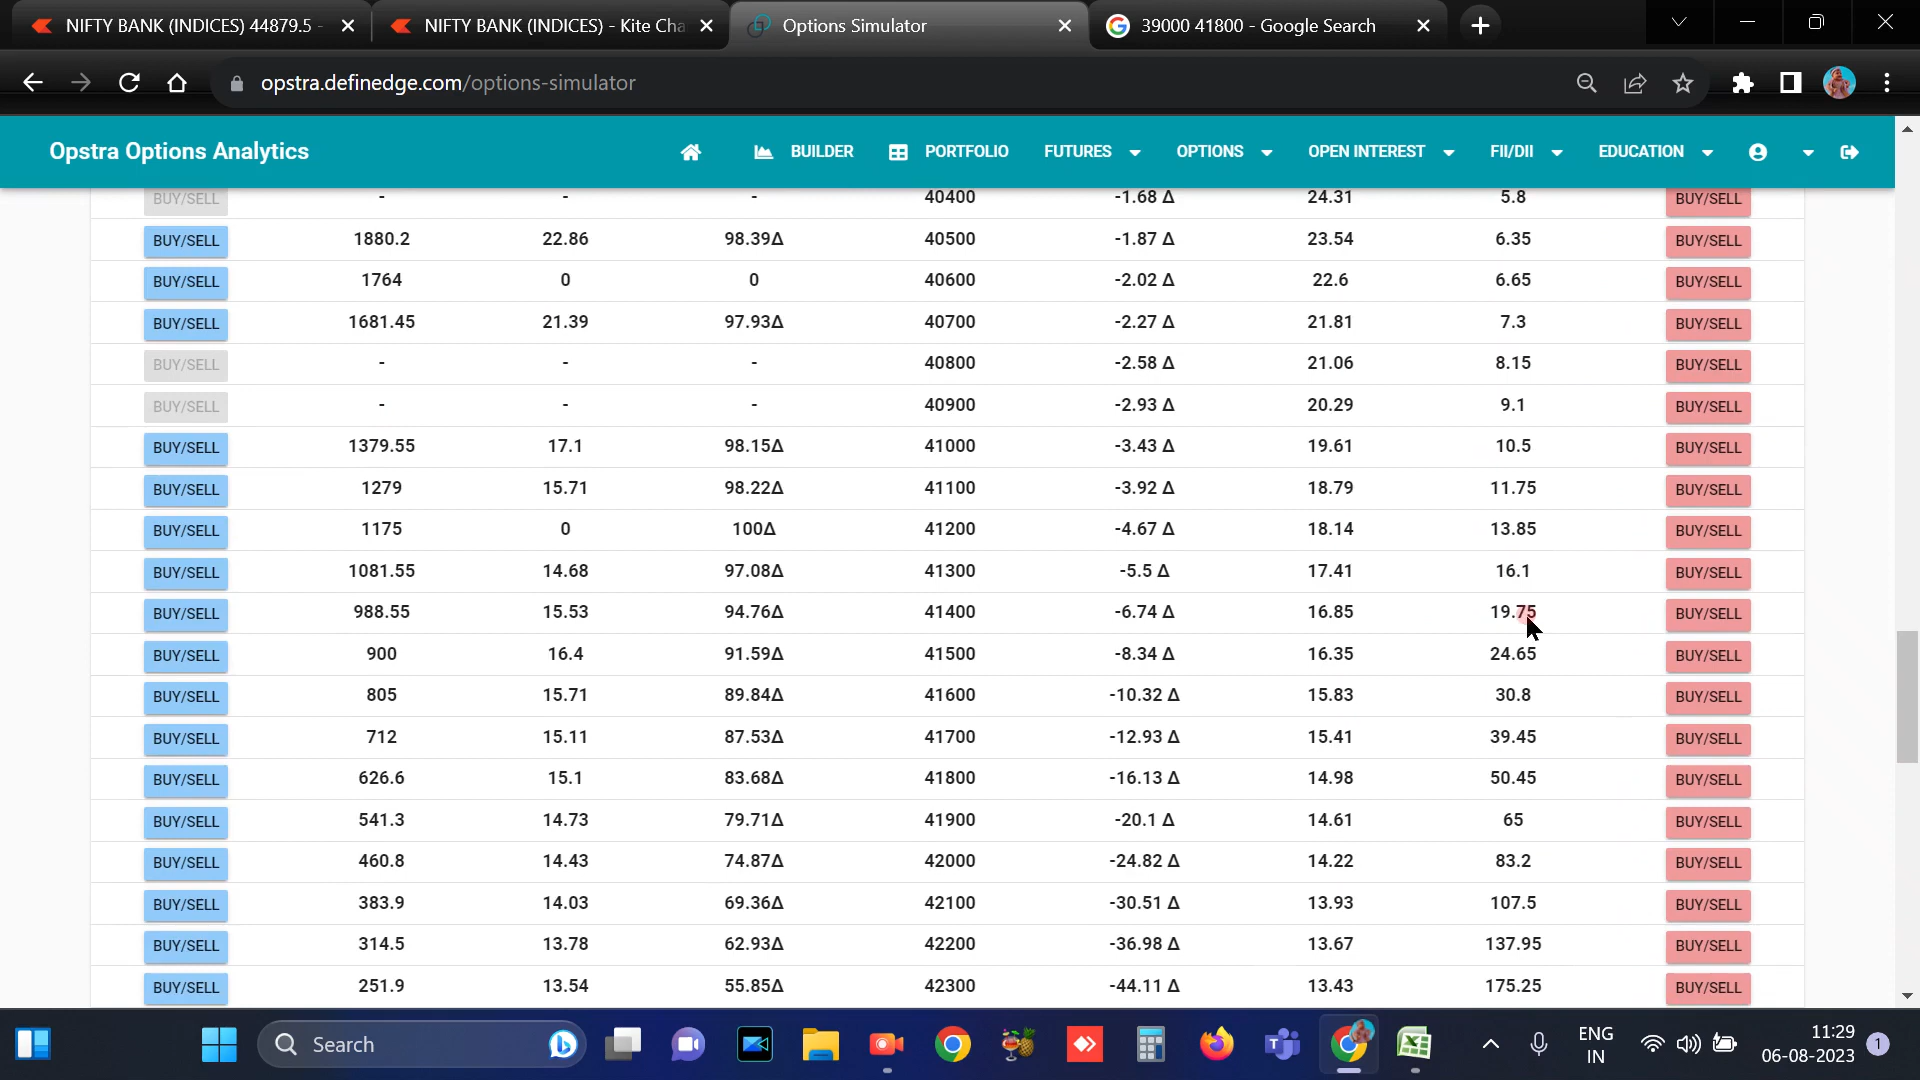 NIFTY BANK (INDICES) 44879.5 -
NIFTY BANK (INDICES) - Kite Cha
Options Simulator
39000 41800 - Google Search
opstra.definedge.com/options-simulator
Opstra Options Analytics
BUILDER
PORTFOLIO
FUTURES
OPTIONS
OPEN INTEREST
FII/DII
EDUCATION
BUY/SELL - - - 40400 -1.68 Δ 24.31 5.8 BUY/SELL
BUY/SELL 1880.2 22.86 98.39Δ 40500 -1.87 Δ 23.54 6.35 BUY/SELL
BUY/SELL 1764 0 0 40600 -2.02 Δ 22.6 6.65 BUY/SELL
BUY/SELL 1681.45 21.39 97.93Δ 40700 -2.27 Δ 21.81 7.3 BUY/SELL
BUY/SELL - - - 40800 -2.58 Δ 21.06 8.15 BUY/SELL
BUY/SELL - - - 40900 -2.93 Δ 20.29 9.1 BUY/SELL
BUY/SELL 1379.55 17.1 98.15Δ 41000 -3.43 Δ 19.61 10.5 BUY/SELL
BUY/SELL 1279 15.71 98.22Δ 41100 -3.92 Δ 18.79 11.75 BUY/SELL
BUY/SELL 1175 0 100Δ 41200 -4.67 Δ 18.14 13.85 BUY/SELL
BUY/SELL 1081.55 14.68 97.08Δ 41300 -5.5 Δ 17.41 16.1 BUY/SELL
BUY/SELL 988.55 15.53 94.76Δ 41400 -6.74 Δ 16.85 19.75 BUY/SELL
BUY/SELL 900 16.4 91.59Δ 41500 -8.34 Δ 16.35 24.65 BUY/SELL
BUY/SELL 805 15.71 89.84Δ 41600 -10.32 Δ 15.83 30.8 BUY/SELL
BUY/SELL 712 15.11 87.53Δ 41700 -12.93 Δ 15.41 39.45 BUY/SELL
BUY/SELL 626.6 15.1 83.68Δ 41800 -16.13 Δ 14.98 50.45 BUY/SELL
BUY/SELL 541.3 14.73 79.71Δ 41900 -20.1 Δ 14.61 65 BUY/SELL
BUY/SELL 460.8 14.43 74.87Δ 42000 -24.82 Δ 14.22 83.2 BUY/SELL
BUY/SELL 383.9 14.03 69.36Δ 42100 -30.51 Δ 13.93 107.5 BUY/SELL
BUY/SELL 314.5 13.78 62.93Δ 42200 -36.98 Δ 13.67 137.95 BUY/SELL
BUY/SELL 251.9 13.54 55.85Δ 42300 -44.11 Δ 13.43 175.25 BUY/SELL
Search
ENG
IN
11:29
06-08-2023
1